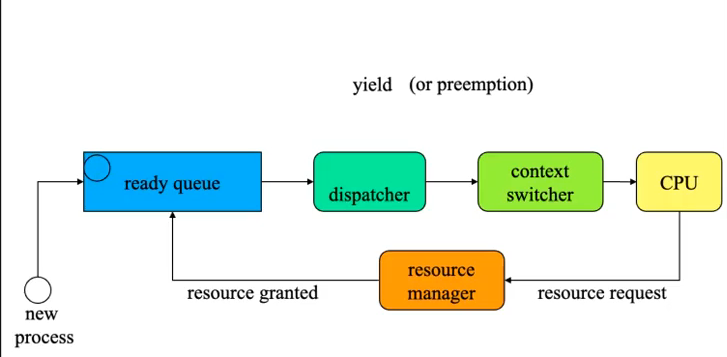 yield (or preemption)
ready queue
dispatcher
context
switcher
CPU
resource
manager
resource granted
resource request
new
process